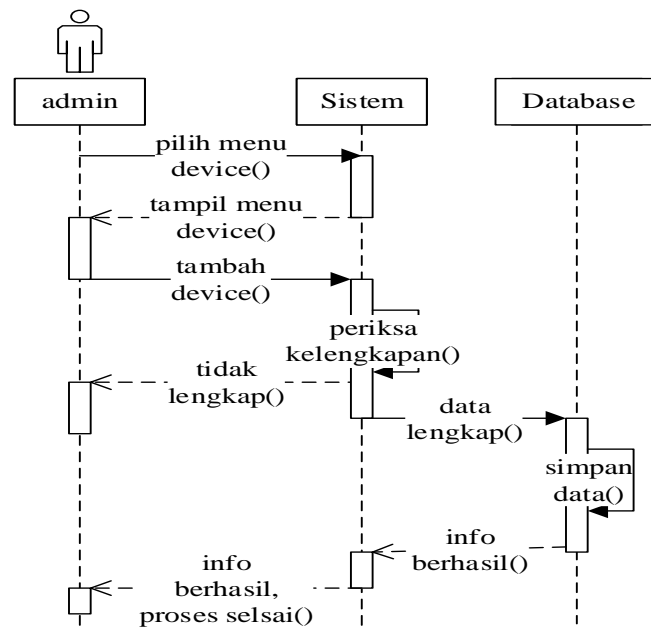 admin
Sistem
Database
pilih menu
device()
tampil menu
device()
tambah
device()
periksa
kelengkapan()
tidak
lengkap()
data
lengkap()
simpan
data()
info
berhasil()
info
berhasil,
proses selsai()